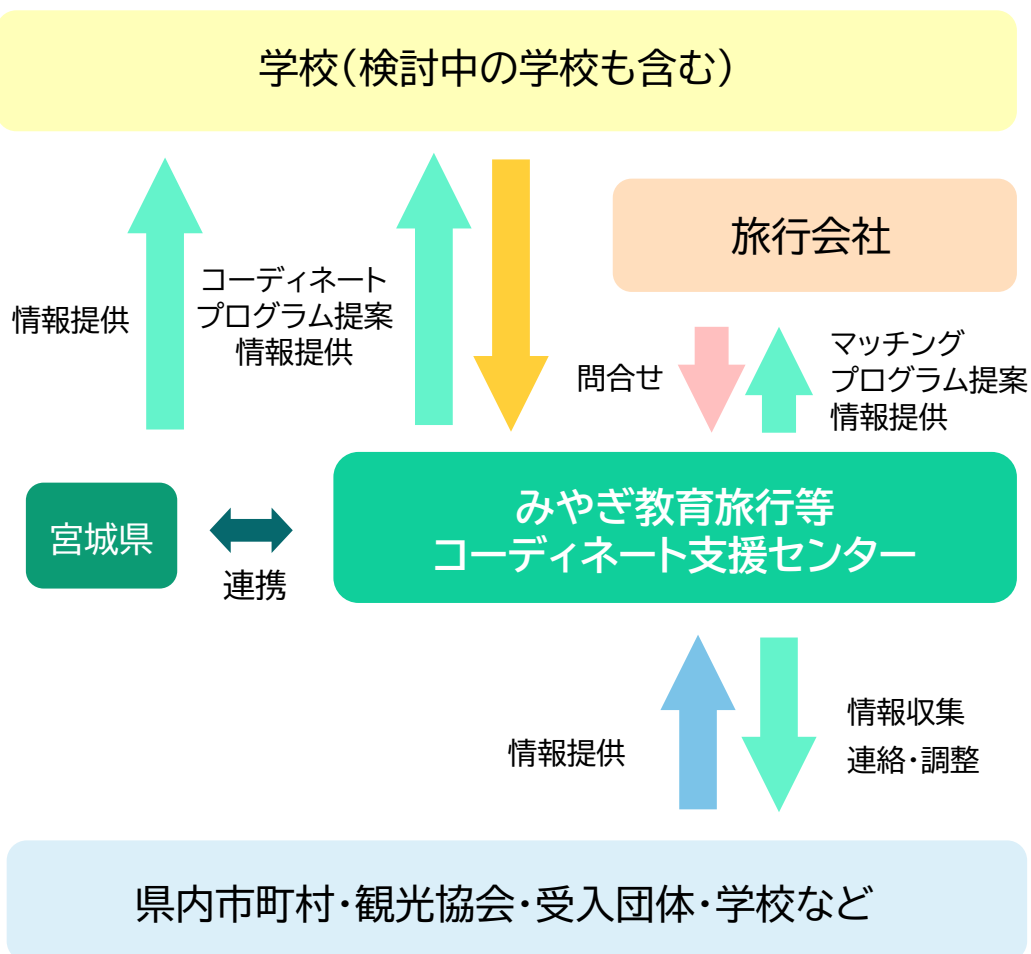 学校(検討中の学校も含む)
旅行会社
情報提供
コーディネート
プログラム提案
情報提供
問合せ
マッチング
プログラム提案
情報提供
宮城県
連携
みやぎ教育旅行等
コーディネート支援センター
情報提供
情報収集
連絡・調整
県内市町村・観光協会・受入団体・学校など